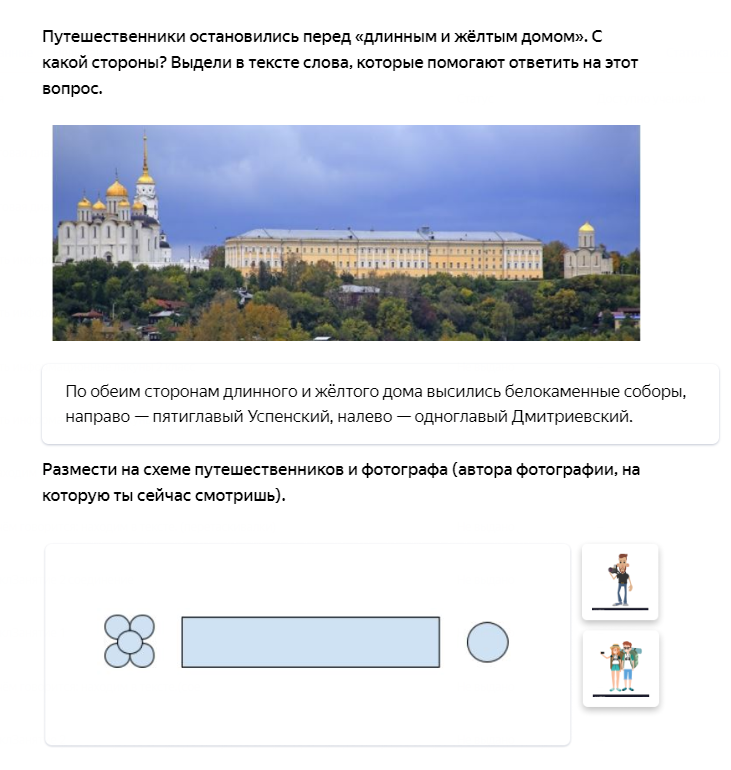 Путешественники остановились перед «длинным и жёлтым домом». С
какой стороны? Выдели в тексте слова, которые помогают ответить на этот
вопрос.
По обеим сторонам длинного и жёлтого дома высились белокаменные соборы,
направо — пятиглавый Успенский, налево — одноглавый Дмитриевский.
Размести на схеме путешественников и фотографа (автора фотографии, на
которую ты сейчас смотришь).